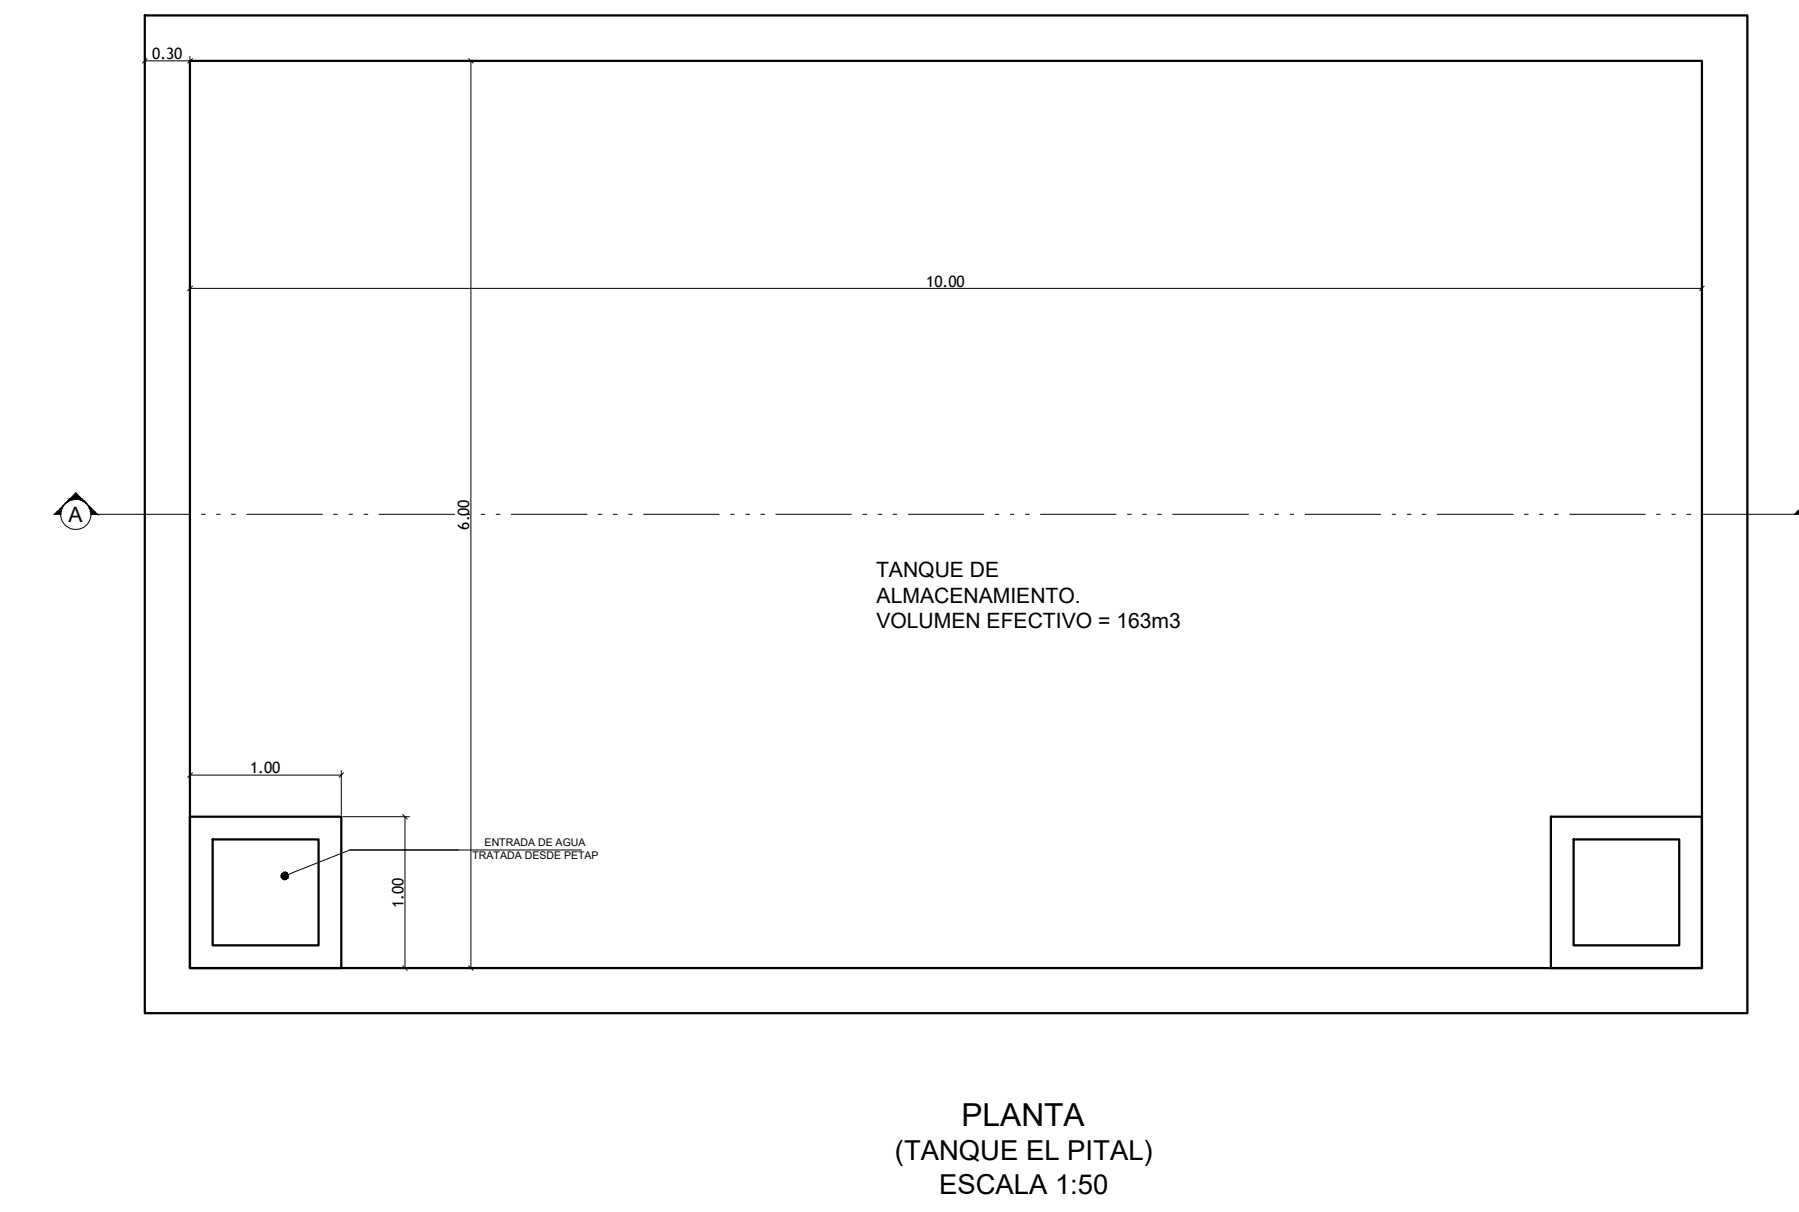 0.30
10.00
A
6.00
TANQUE DE
ALMACENAMIENTO.
VOLUMEN EFECTIVO = 163m3
1.00
ENTRADA DE AGUA
TRATADA DESDE PETAP
1.00
PLANTA
(TANQUE EL PITAL)
ESCALA 1:50